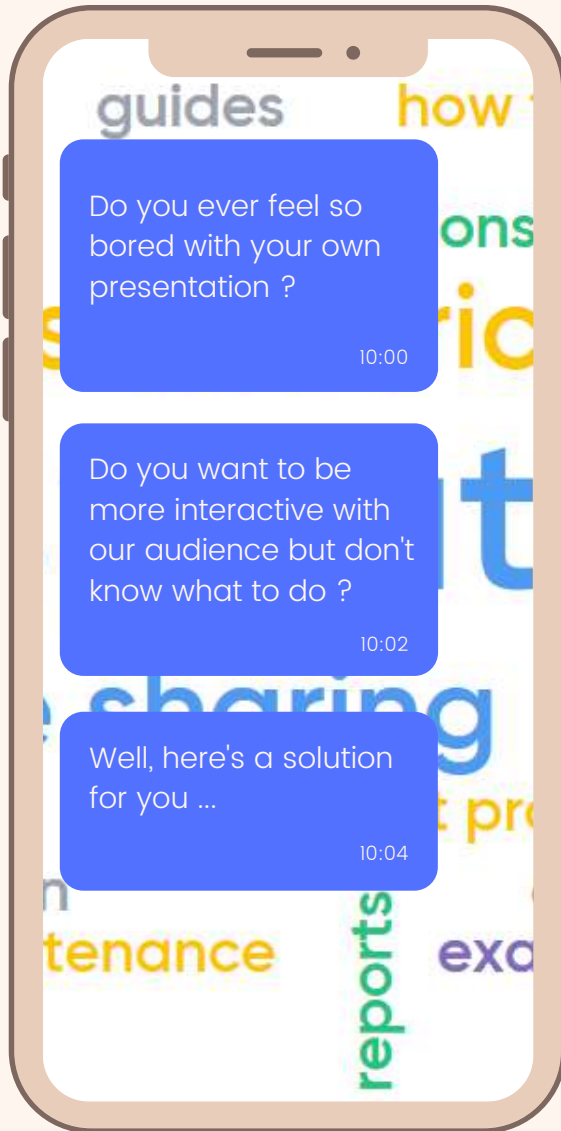 guides
how
Do you ever feel so
bored with your own
presentation ?
10:00
Do you want to be
more interactive with
our audience but don't
know what to do ?
10:02
sharing
Well, here's a solution
for you ...
10:04
tenance
reports